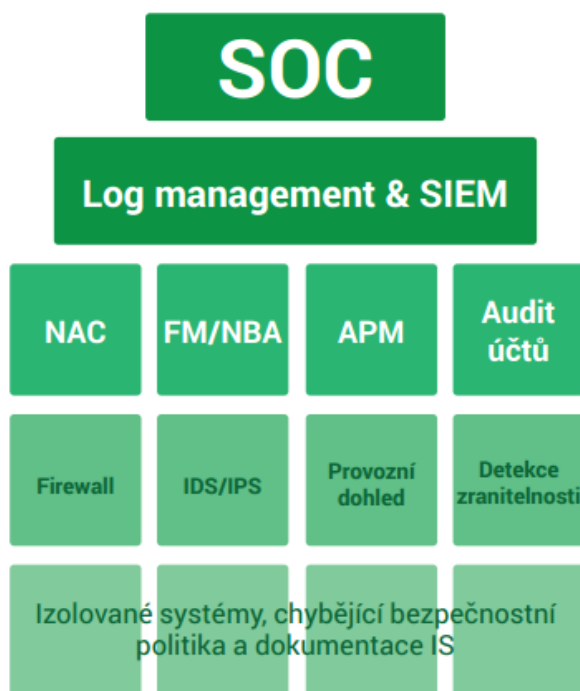 SOC
Log management & SIEM
NAC
FM/NBA
APM
Audit
účtů
Firewall
IDS/IPS
Provozní
dohled
Detekce
zranitelnosti
Izolované systémy, chybějící bezpečnostní
politika a dokumentace IS